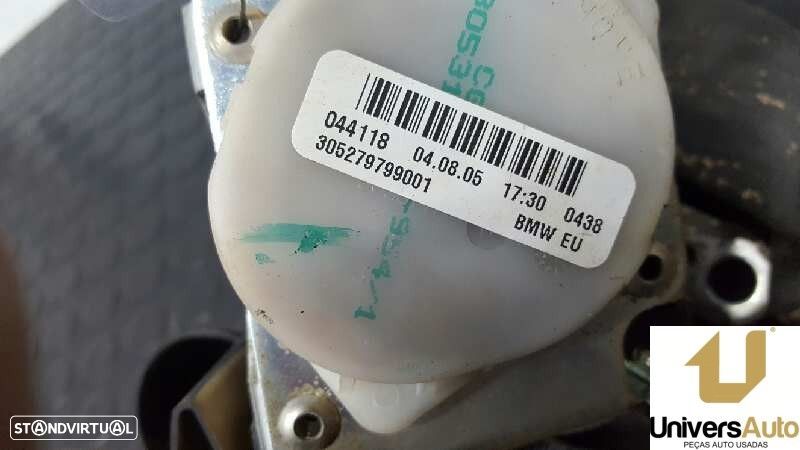 044118 04.08.05 17:30 0438
305279799001 BMW EU
STANDVIRTUAL
UniversAuto
PEÇAS AUTO USADAS